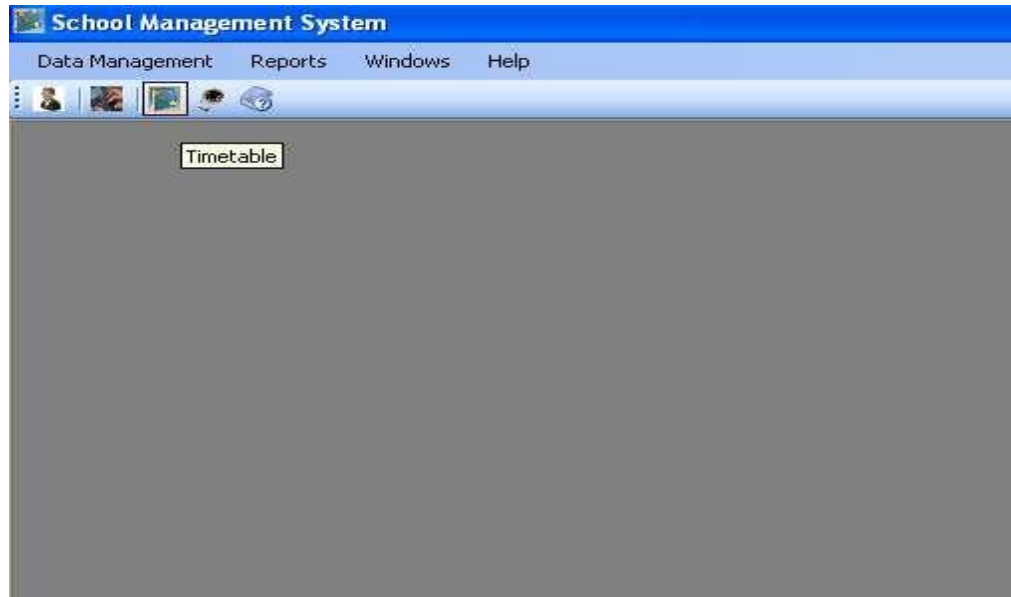 School Management System
Data Management Reports Windows Help
Timetable